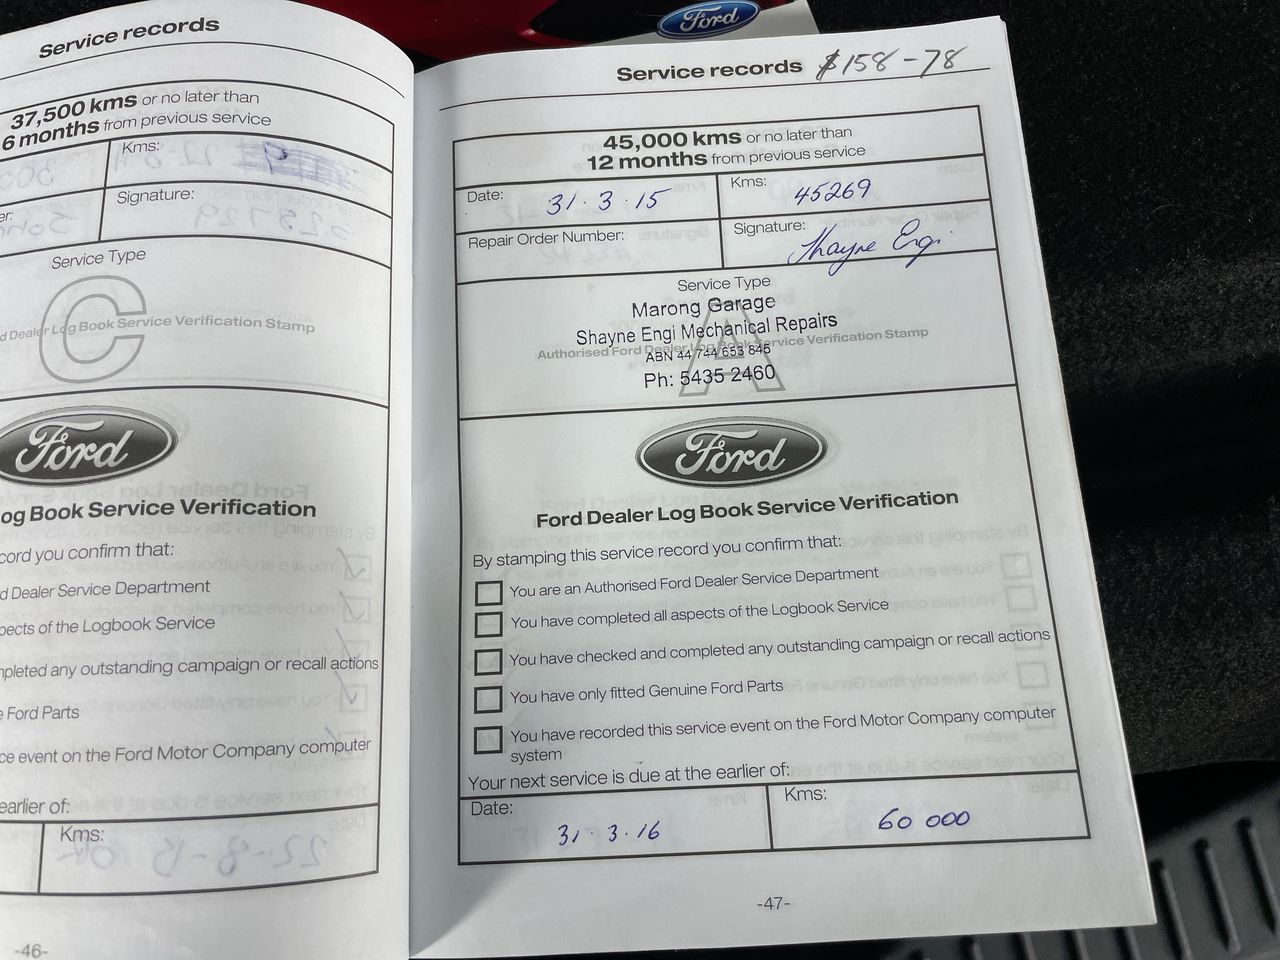 Ford
Service records
37,500 kms or no later than
6 months from previous service
Kms:
Signature:
Service Type
C
d Dealer Log Book Service Verification Stamp
Ford
og Book Service Verification
cord you confirm that:
d Dealer Service Department
pects of the Logbook Service
mpleted any outstanding campaign or recall actions
e Ford Parts
ce event on the Ford Motor Company computer
earlier of:
Kms:
-46-
Service records $158-78
45,000 kms or no later than
12 months from previous service
Date: 31.3.15 Kms: 45269
Repair Order Number: Signature: Shayne Engi
Service Type
A
Marong Garage
Shayne Engi Mechanical Repairs
Authorised Ford Dealer Log Book Service Verification Stamp
ABN 44 744 653 845
Ph: 5435 2460
Ford
Ford Dealer Log Book Service Verification
By stamping this service record you confirm that:
You are an Authorised Ford Dealer Service Department
You have completed all aspects of the Logbook Service
You have checked and completed any outstanding campaign or recall actions
You have only fitted Genuine Ford Parts
You have recorded this service event on the Ford Motor Company computer
system
Your next service is due at the earlier of:
Date: 31.3.16 Kms: 60 000
-47-